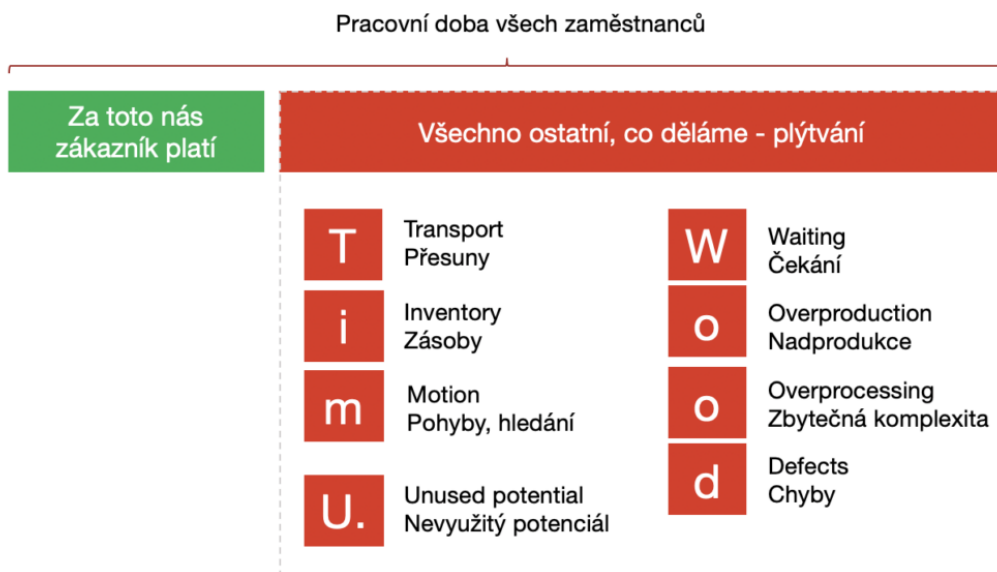 Pracovní doba všech zaměstnanců
Za toto nás
zákazník platí
Všechno ostatní, co děláme - plýtvání
T
Transport
Přesuny
i
Inventory
Zásoby
m
Motion
Pohyby, hledání
U.
Unused potential
Nevyužitý potenciál
W
Waiting
Čekání
o
Overproduction
Nadprodukce
o
Overprocessing
Zbytečná komplexita
d
Defects
Chyby